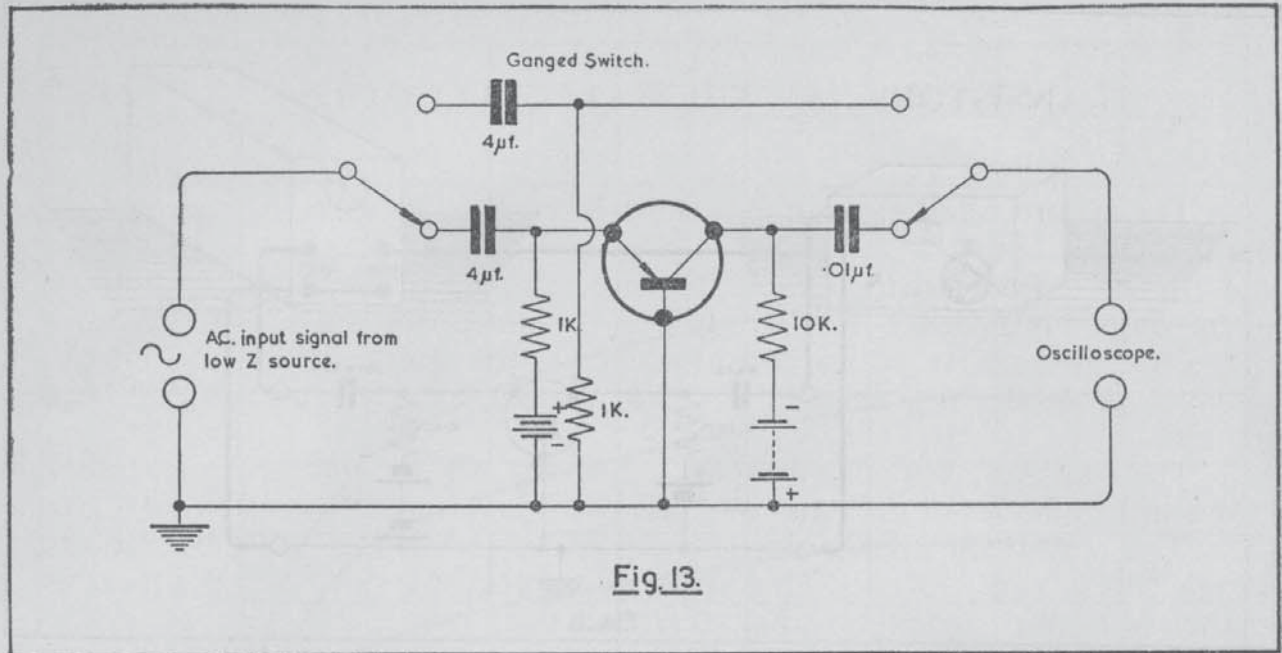 Ganged Switch.
4µf.
4µf.
.01µf.
1K.
10K.
A.C. input signal from
low Z source.
Oscilloscope.
1K.
+
-
-
+
Fig. 13.